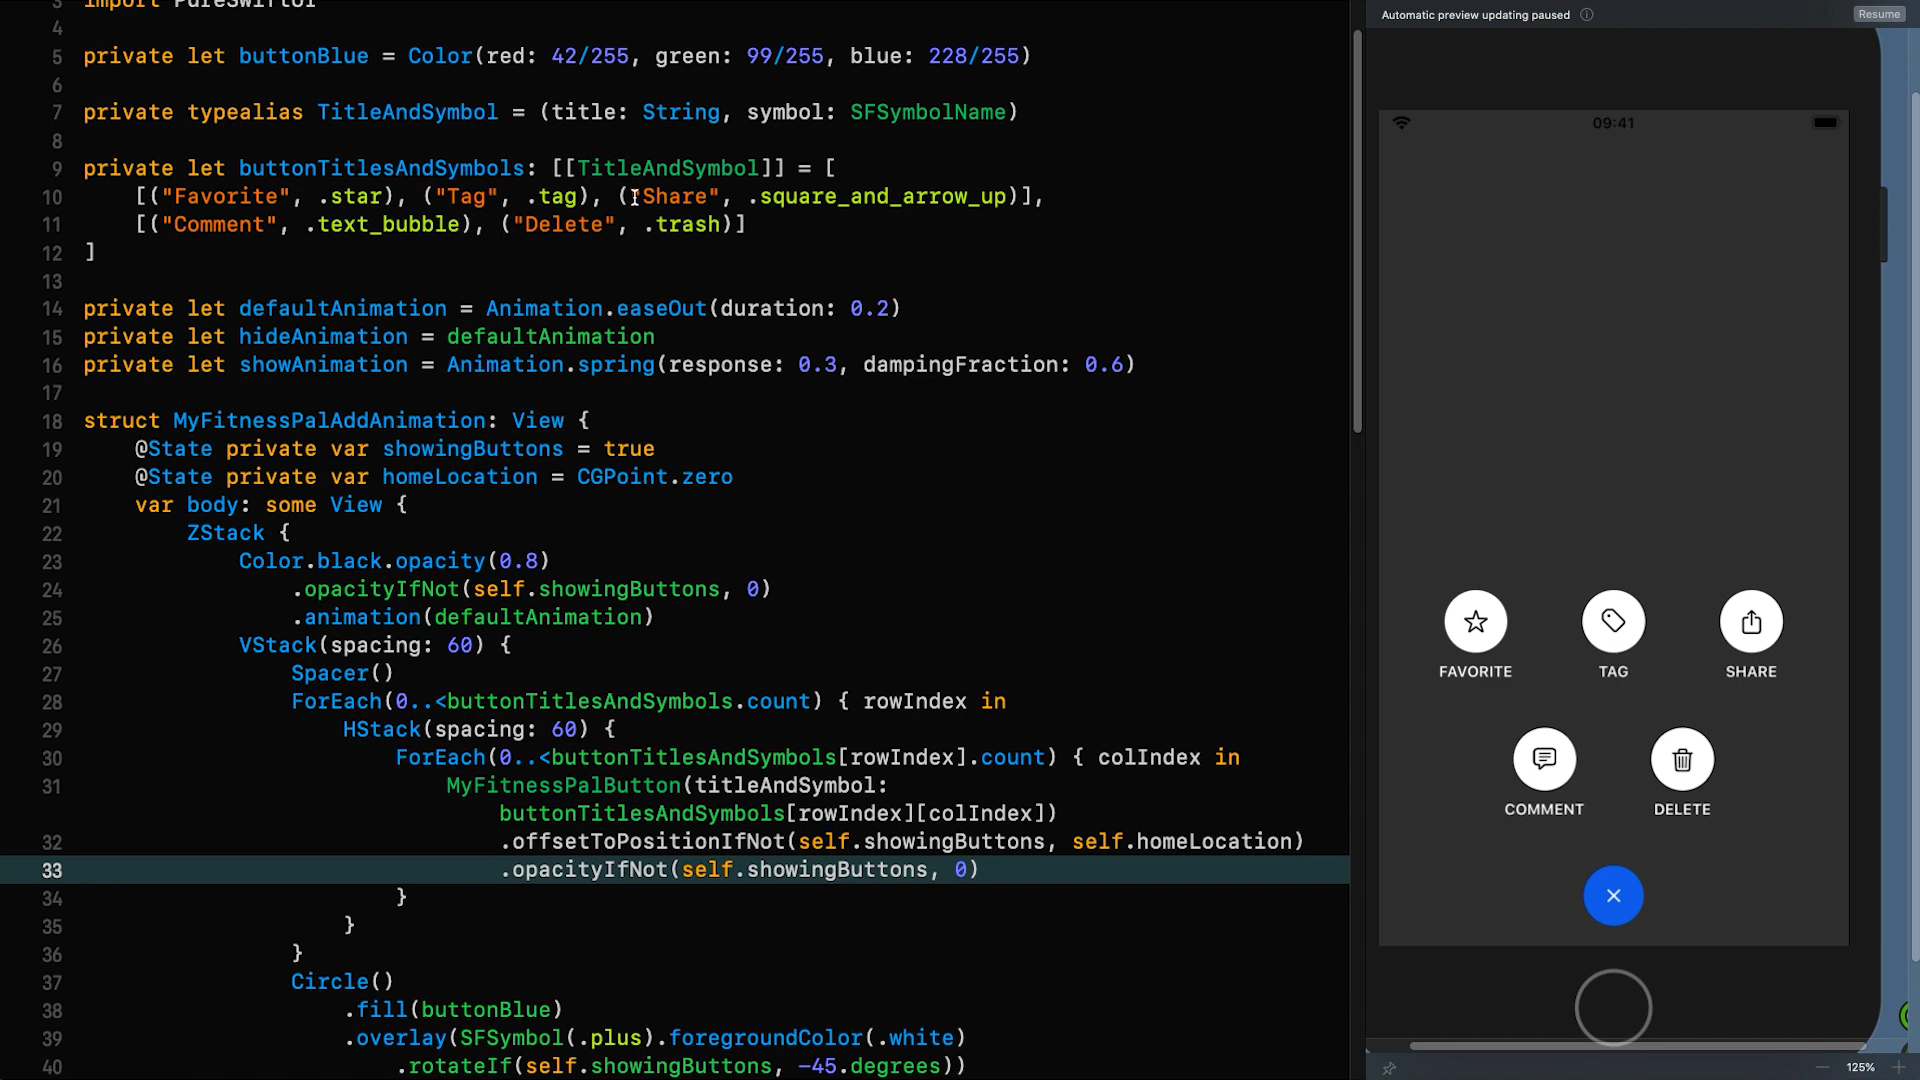 3 import PureSwiftUI
4
5 private let buttonBlue = Color(red: 42/255, green: 99/255, blue: 228/255)
6
7 private typealias TitleAndSymbol = (title: String, symbol: SFSymbolName)
8
9 private let buttonTitlesAndSymbols: [[TitleAndSymbol]] = [
10 [("Favorite", .star), ("Tag", .tag), ("Share", .square_and_arrow_up)],
11 [("Comment", .text_bubble), ("Delete", .trash)]
12 ]
13
14 private let defaultAnimation = Animation.easeOut(duration: 0.2)
15 private let hideAnimation = defaultAnimation
16 private let showAnimation = Animation.spring(response: 0.3, dampingFraction: 0.6)
17
18 struct MyFitnessPalAddAnimation: View {
19 @State private var showingButtons = true
20 @State private var homeLocation = CGPoint.zero
21 var body: some View {
22 ZStack {
23 Color.black.opacity(0.8)
24 .opacityIfNot(self.showingButtons, 0)
25 .animation(defaultAnimation)
26 VStack(spacing: 60) {
27 Spacer()
28 ForEach(0..<buttonTitlesAndSymbols.count) { rowIndex in
29 HStack(spacing: 60) {
30 ForEach(0..<buttonTitlesAndSymbols[rowIndex].count) { colIndex in
31 MyFitnessPalButton(titleAndSymbol:
buttonTitlesAndSymbols[rowIndex][colIndex])
32 .offsetToPositionIfNot(self.showingButtons, self.homeLocation)
33 .opacityIfNot(self.showingButtons, 0)
34 }
35 }
36 }
37 Circle()
38 .fill(buttonBlue)
39 .overlay(SFSymbol(.plus).foregroundColor(.white)
40 .rotateIf(self.showingButtons, -45.degrees))
Automatic preview updating paused
Resume
09:41
FAVORITE TAG SHARE
COMMENT DELETE
125%